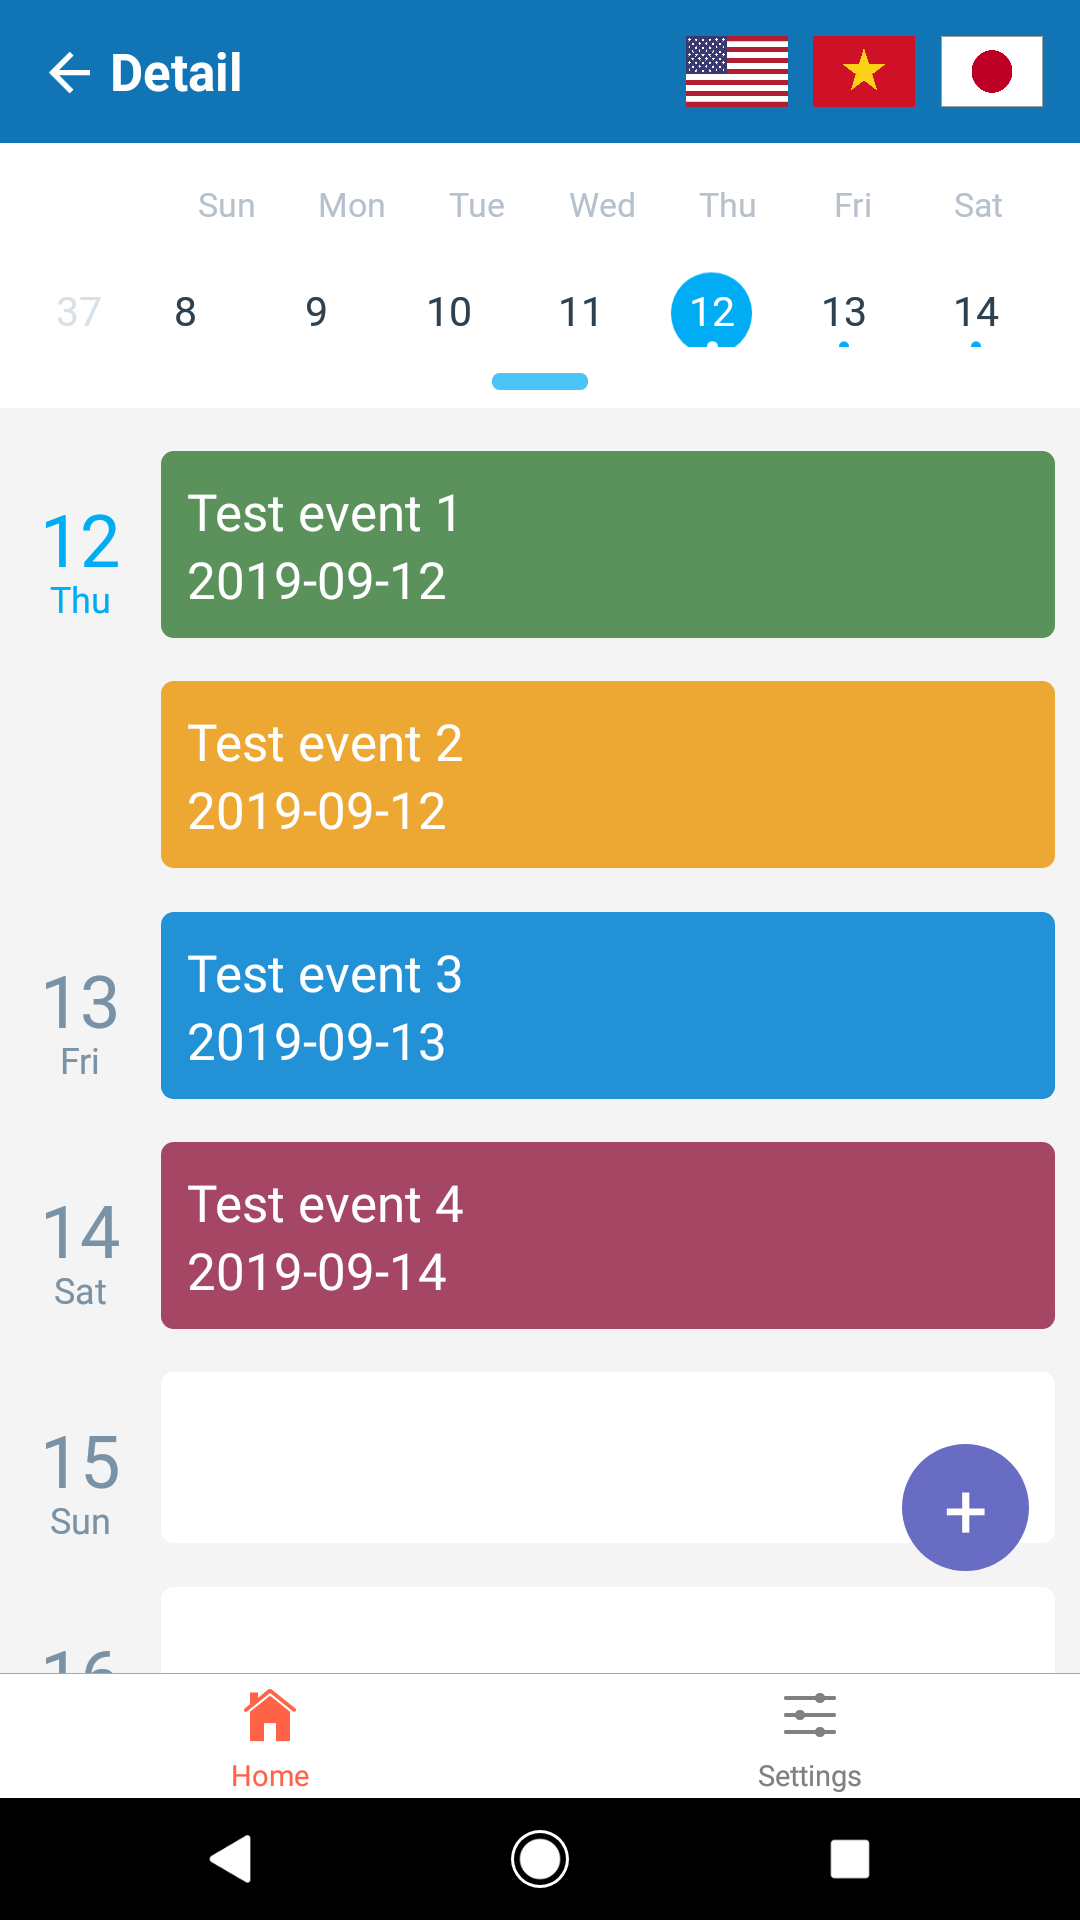 Detail
Sun Mon Tue Wed Thu Fri Sat
37 8 9 10 11 12 13 14
12
Thu
Test event 1
2019-09-12
Test event 2
2019-09-12
13
Fri
Test event 3
2019-09-13
14
Sat
Test event 4
2019-09-14
15
Sun
+
16
Home
Settings